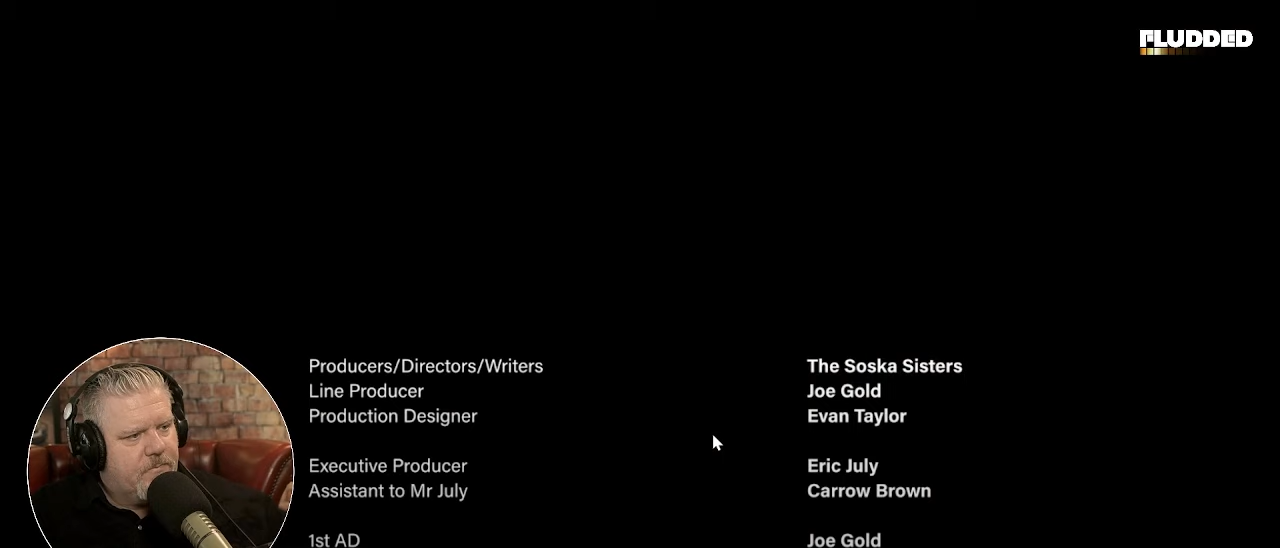 FLUDDED
Producers/Directors/Writers The Soska Sisters
Line Producer Joe Gold
Production Designer Evan Taylor
Executive Producer Eric July
Assistant to Mr July Carrow Brown
1st AD Joe Gold